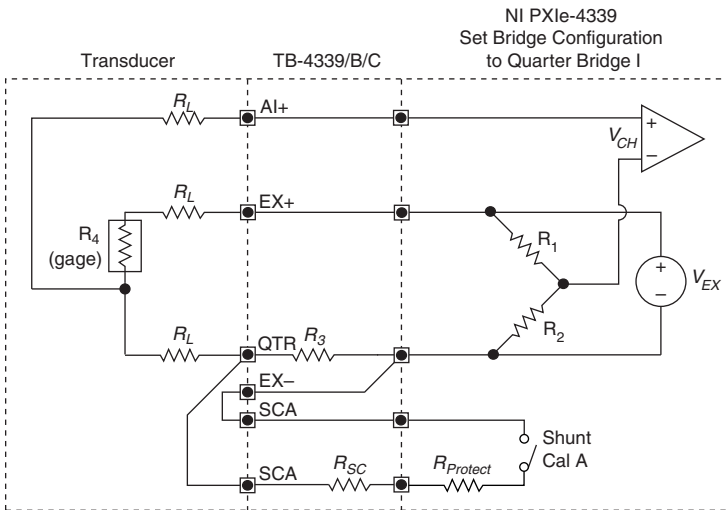 NI PXIe-4339
Set Bridge Configuration
to Quarter Bridge I
Transducer
TB-4339/B/C
R_L
AI+
+
V_CH
–
R_L
EX+
R_4
(gage)
R_1
+
V_EX
–
R_2
R_L
QTR
R_3
EX–
SCA
Shunt
Cal A
SCA
R_SC
R_Protect